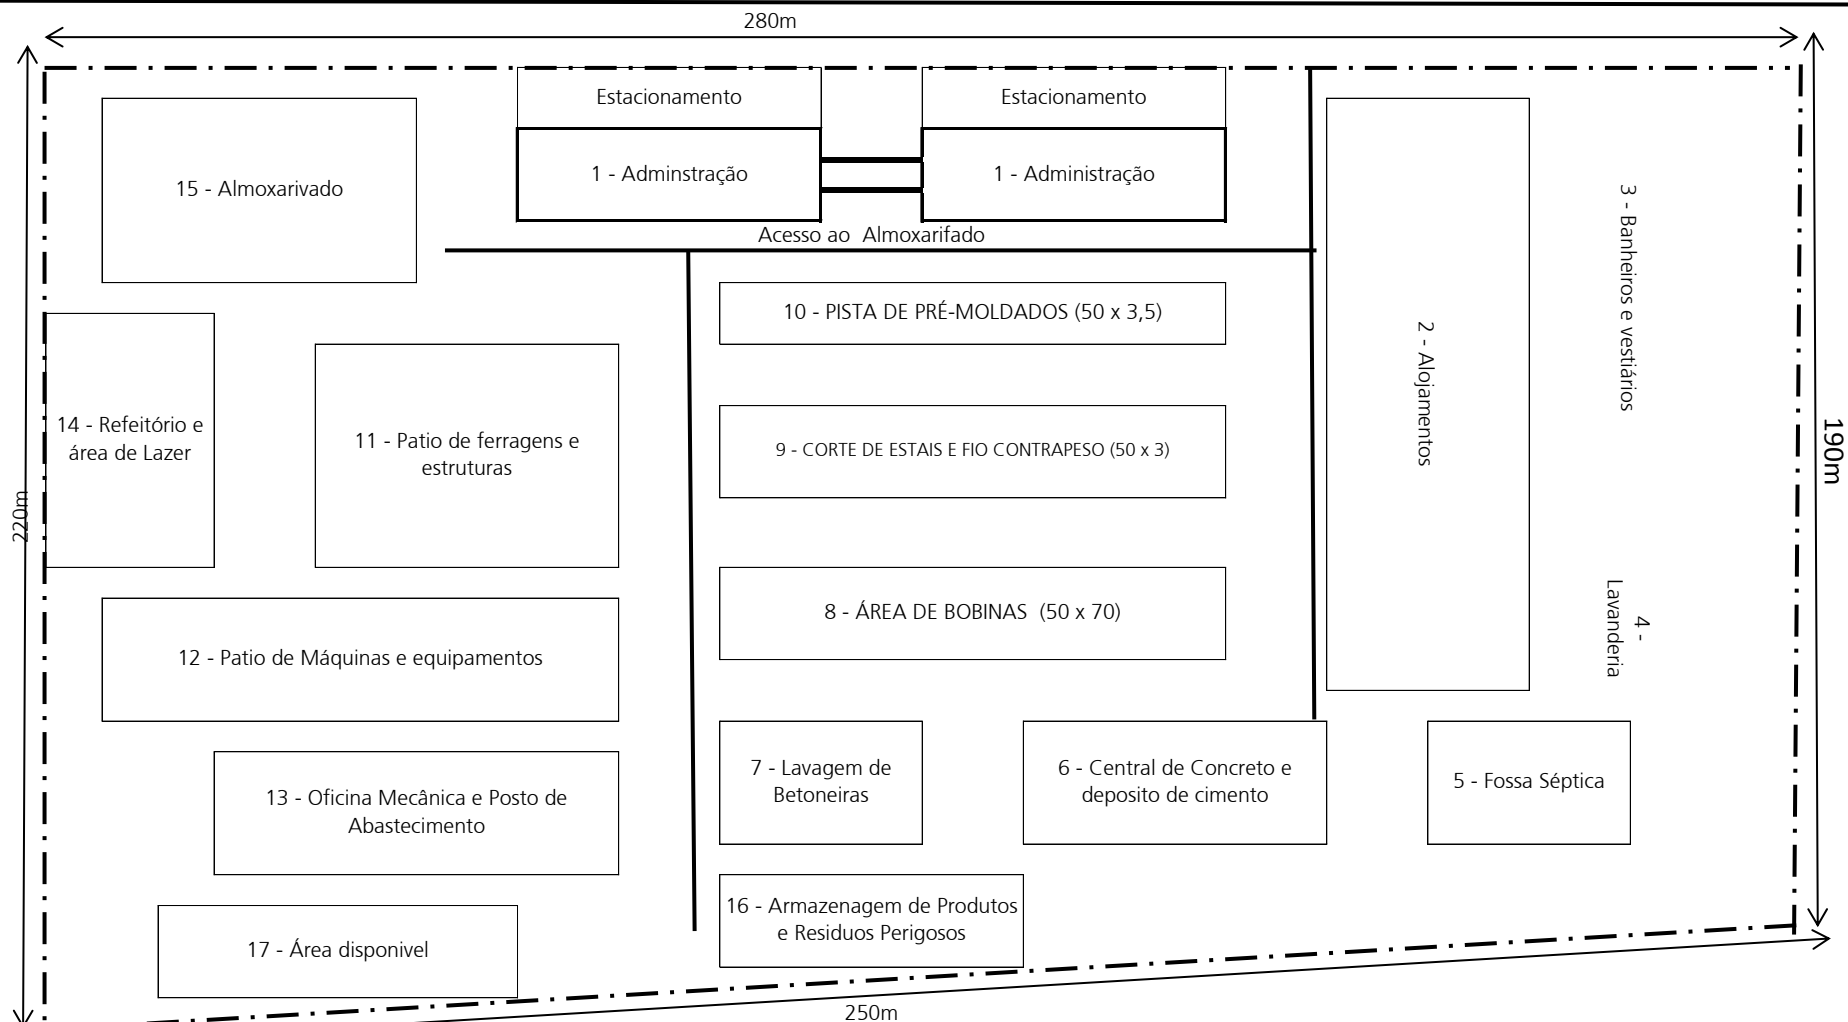 280m
Estacionamento
Estacionamento
15 - Almoxarivado
1 - Adminstração
1 - Administração
Acesso ao  Almoxarifado
10 - PISTA DE PRÉ-MOLDADOS (50 x 3,5)
3 - Banheiros e vestiários
2 - Alojamentos
14 - Refeitório e
área de Lazer
11 - Patio de ferragens e
estruturas
9 - CORTE DE ESTAIS E FIO CONTRAPESO (50 x 3)
190m
220m
8 - ÁREA DE BOBINAS  (50 x 70)
4 -
Lavanderia
12 - Patio de Máquinas e equipamentos
7 - Lavagem de
Betoneiras
6 - Central de Concreto e
deposito de cimento
5 - Fossa Séptica
13 - Oficina Mecânica e Posto de
Abastecimento
16 - Armazenagem de Produtos
e Residuos Perigosos
17 - Área disponivel
250m